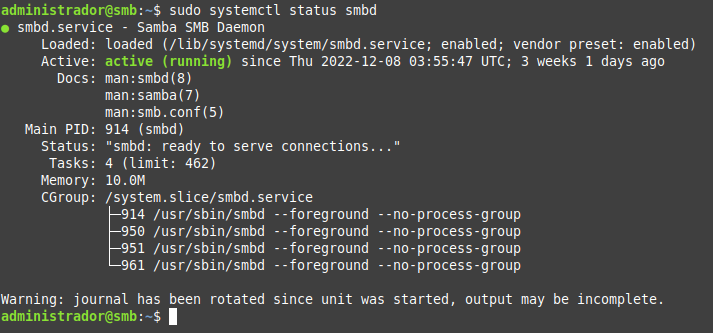 administrador@smb:~$ sudo systemctl status smbd
● smbd.service - Samba SMB Daemon
     Loaded: loaded (/lib/systemd/system/smbd.service; enabled; vendor preset: enabled)
     Active: active (running) since Thu 2022-12-08 03:55:47 UTC; 3 weeks 1 days ago
       Docs: man:smbd(8)
             man:samba(7)
             man:smb.conf(5)
   Main PID: 914 (smbd)
     Status: "smbd: ready to serve connections..."
      Tasks: 4 (limit: 462)
     Memory: 10.0M
     CGroup: /system.slice/smbd.service
             ├─914 /usr/sbin/smbd --foreground --no-process-group
             ├─950 /usr/sbin/smbd --foreground --no-process-group
             ├─951 /usr/sbin/smbd --foreground --no-process-group
             └─961 /usr/sbin/smbd --foreground --no-process-group

Warning: journal has been rotated since unit was started, output may be incomplete.
administrador@smb:~$